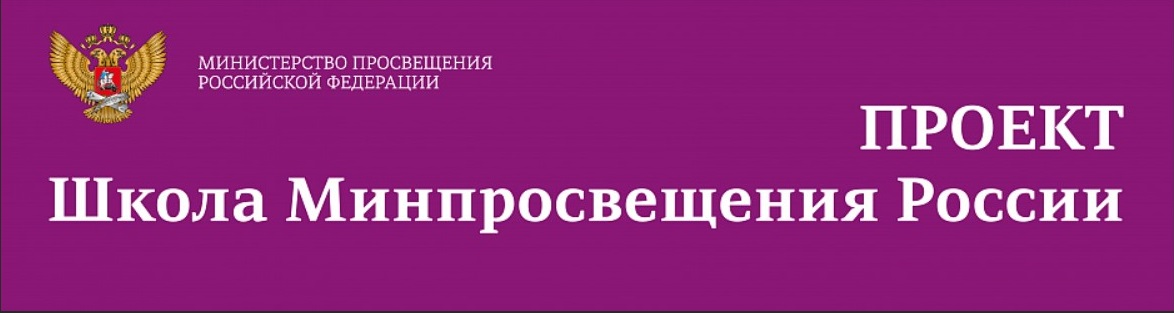 МИНИСТЕРСТВО ПРОСВЕЩЕНИЯ
РОССИЙСКОЙ ФЕДЕРАЦИИ
ПРОЕКТ
Школа Минпросвещения России